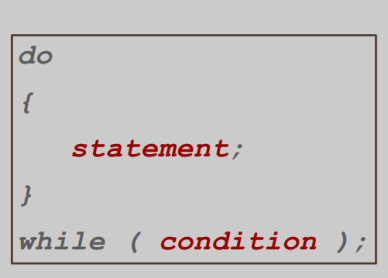 do
{
statement;
}
while ( condition );